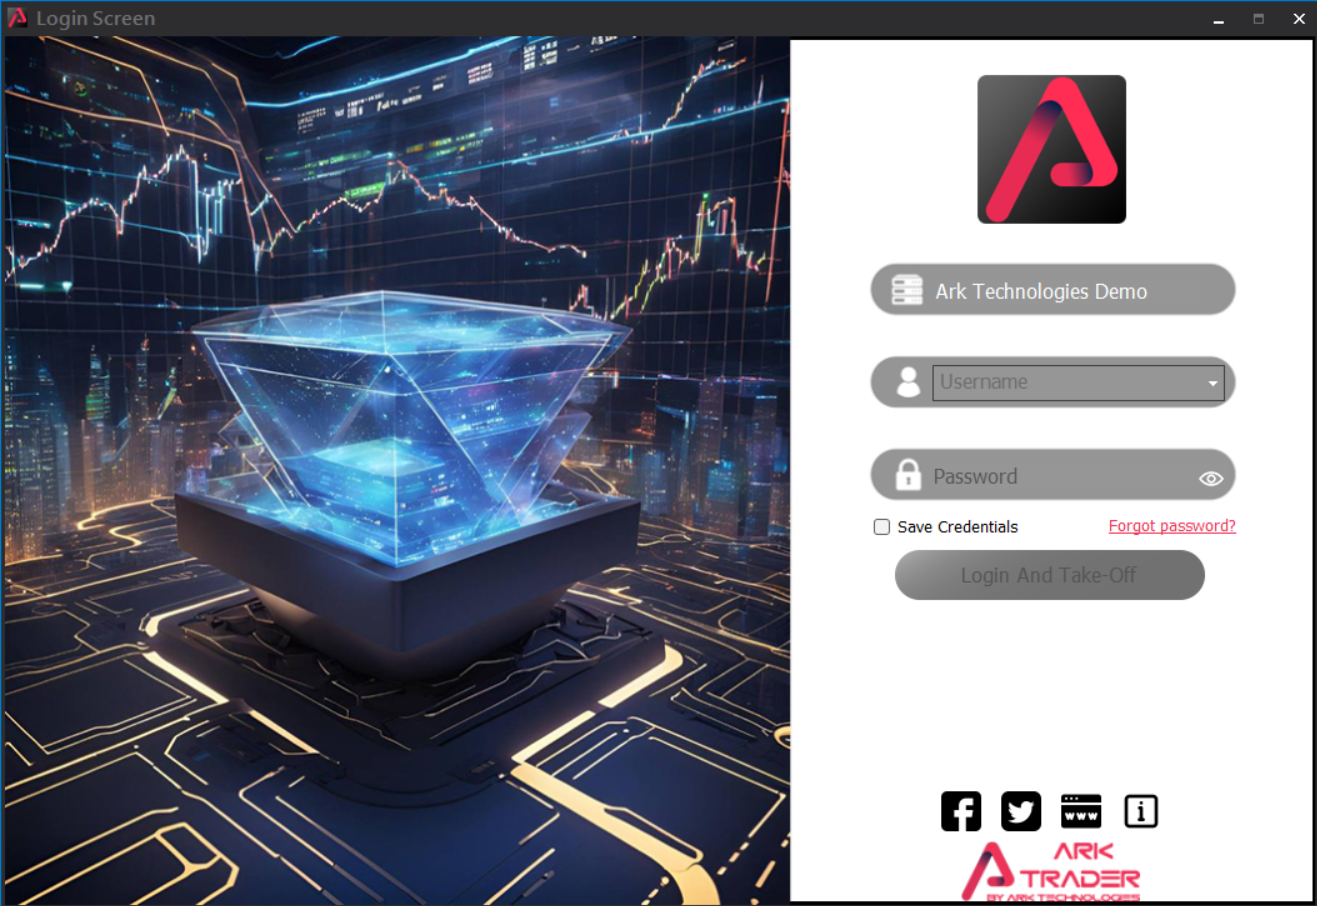 Login Screen
Ark Technologies Demo
Username
Password
Save Credentials
Forgot password?
Login And Take-Off
www
ARK
TRADER
BY ARK TECHNOLOGIES